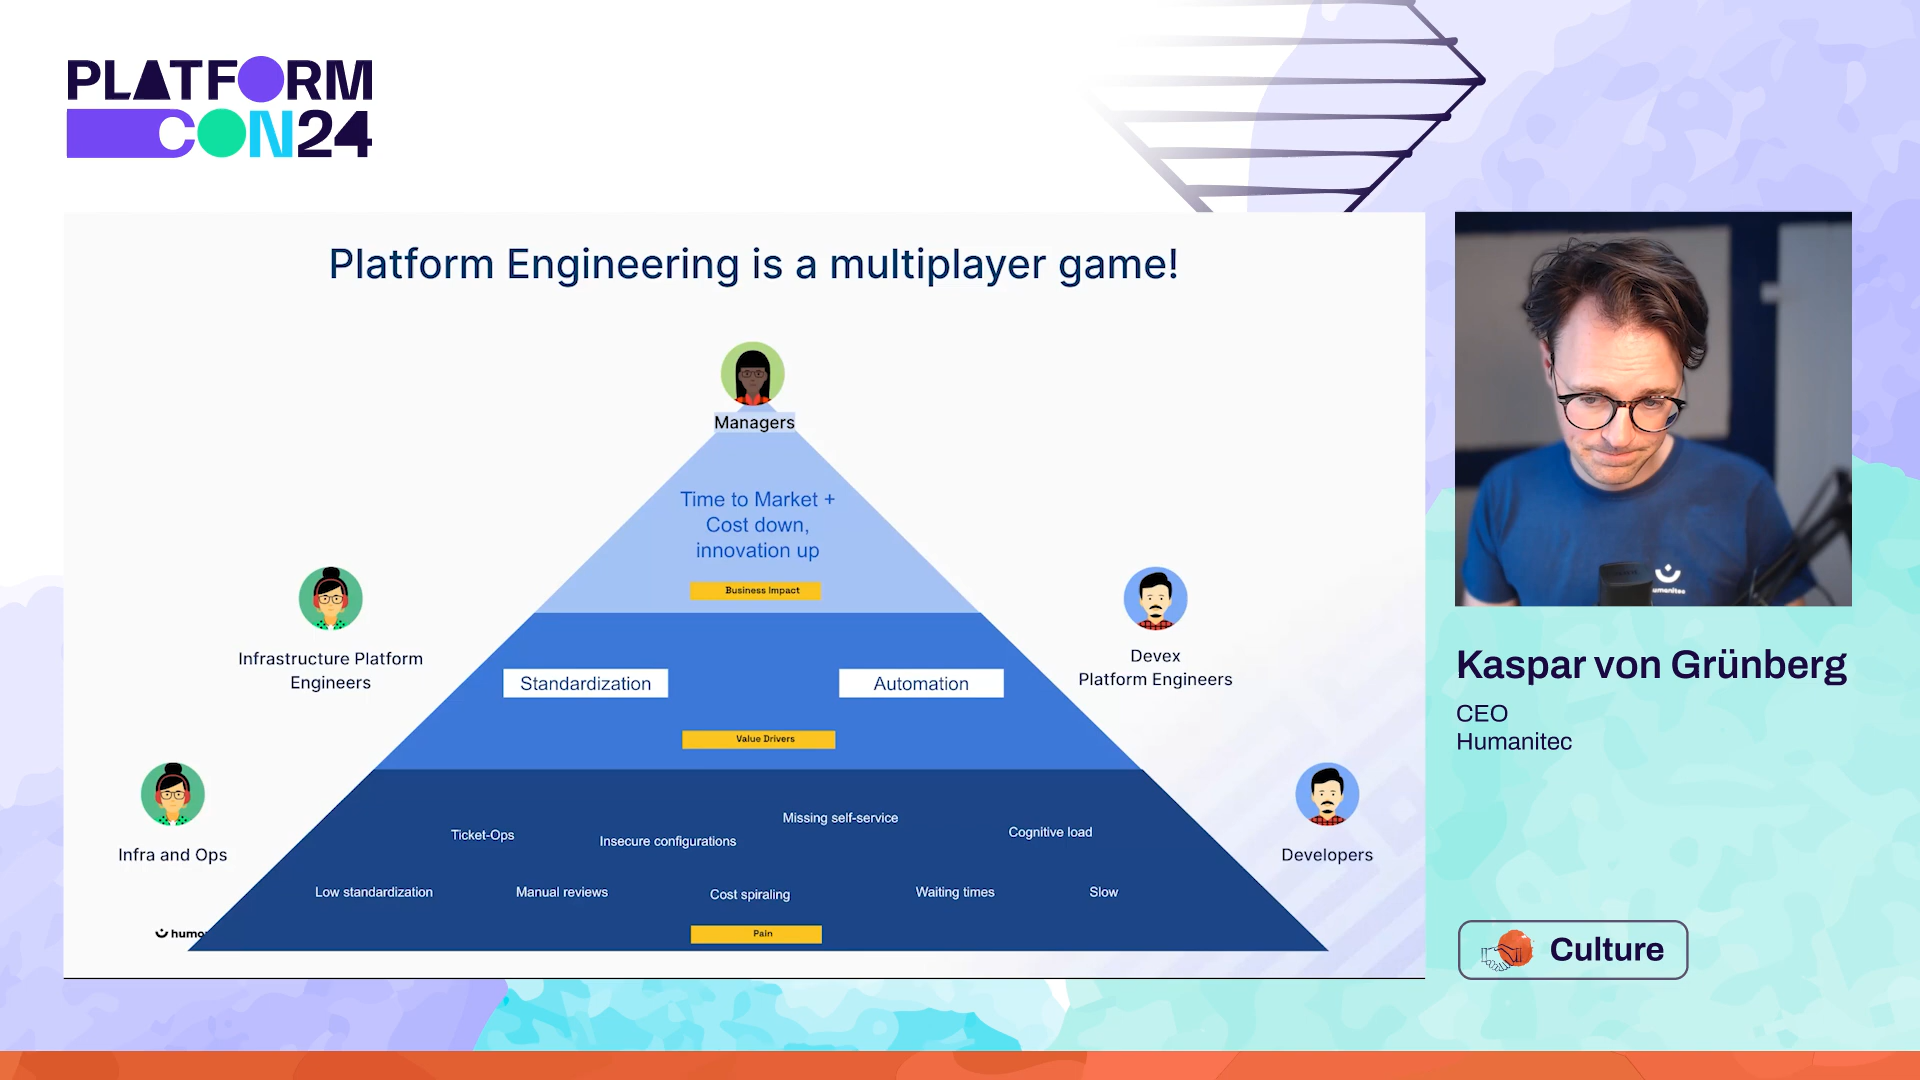 PLATFORM
CON24
Platform Engineering is a multiplayer game!
Managers
Time to Market +
Cost down,
innovation up
Business Impact
Infrastructure Platform
Engineers
Devex
Platform Engineers
Standardization
Automation
Value Drivers
Infra and Ops
Developers
Ticket-Ops
Insecure configurations
Missing self-service
Cognitive load
Low standardization
Manual reviews
Cost spiraling
Waiting times
Slow
Pain
humanitec
Kaspar von Grünberg
CEO
Humanitec
Culture